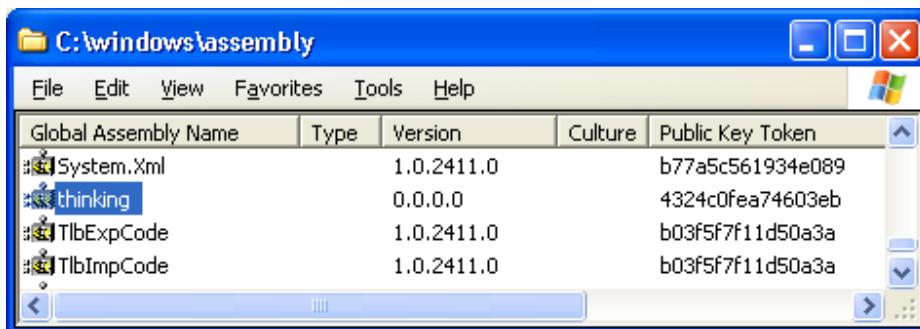 C:\windows\assembly
File Edit View Favorites Tools Help
Global Assembly Name Type Version Culture Public Key Token
System.Xml 1.0.2411.0 b77a5c561934e089
thinking 0.0.0.0 4324c0fea74603eb
TlbExpCode 1.0.2411.0 b03f5f7f11d50a3a
TlbImpCode 1.0.2411.0 b03f5f7f11d50a3a